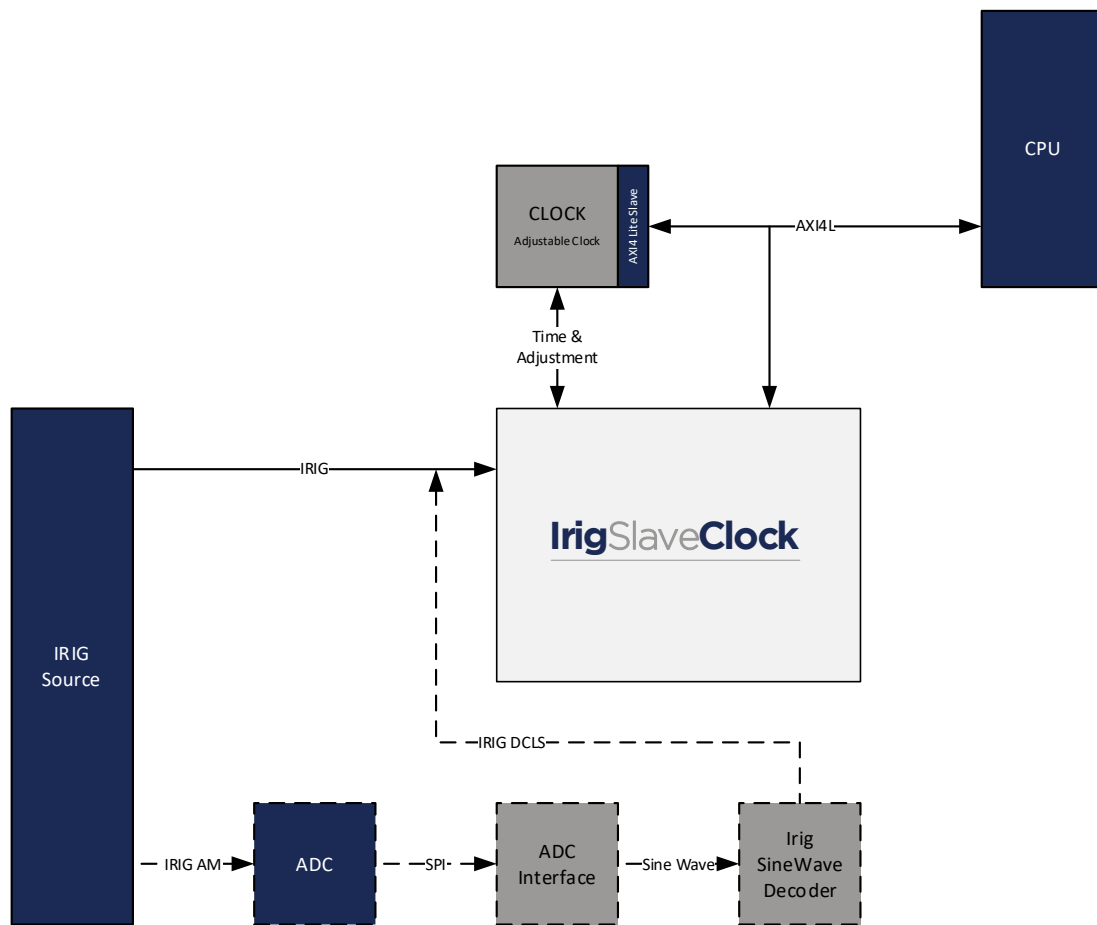 CPU
CLOCK
Adjustable Clock
AXI4 Lite Slave
AXI4L
Time &
Adjustment
IRIG
IrigSlaveClock
IRIG
Source
IRIG DCLS
IRIG AM
ADC
SPI
ADC
Interface
Sine Wave
Irig
SineWave
Decoder